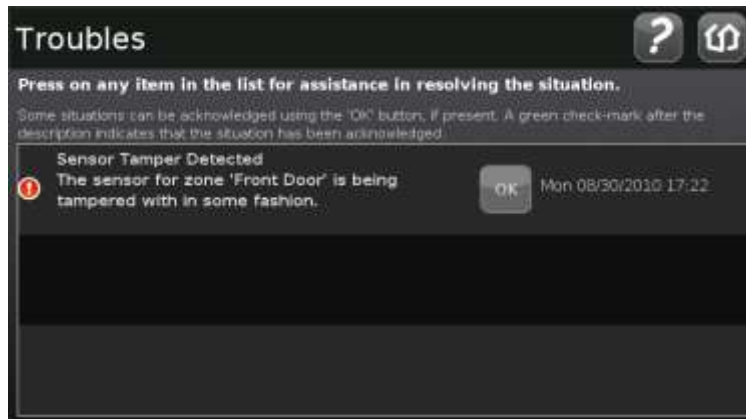 Troubles
?
Press on any item in the list for assistance in resolving the situation.
Some situations can be acknowledged using the 'OK' button, if present. A green check-mark after the
description indicates that the situation has been acknowledged.
Sensor Tamper Detected
The sensor for zone 'Front Door' is being
tampered with in some fashion.
OK
Mon 08/30/2010 17:22